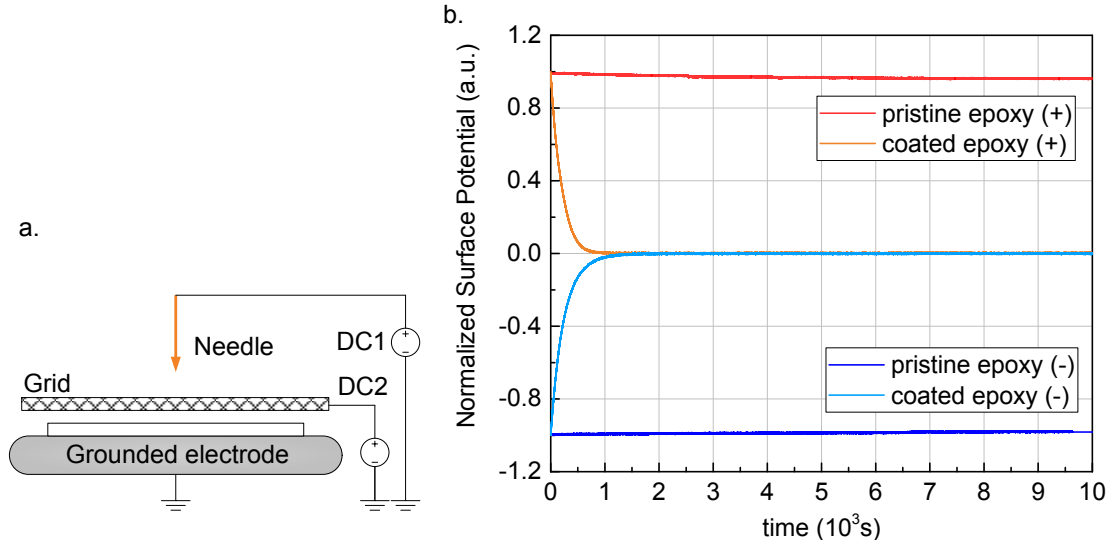 a.
Needle
DC1
Grid
DC2
Grounded electrode
+
−
+
−
b.
Normalized Surface Potential (a.u.)
1.2
0.8
0.4
0.0
-0.4
-0.8
-1.2
pristine epoxy (+)
coated epoxy (+)
pristine epoxy (-)
coated epoxy (-)
0 1 2 3 4 5 6 7 8 9 10
time (10³s)